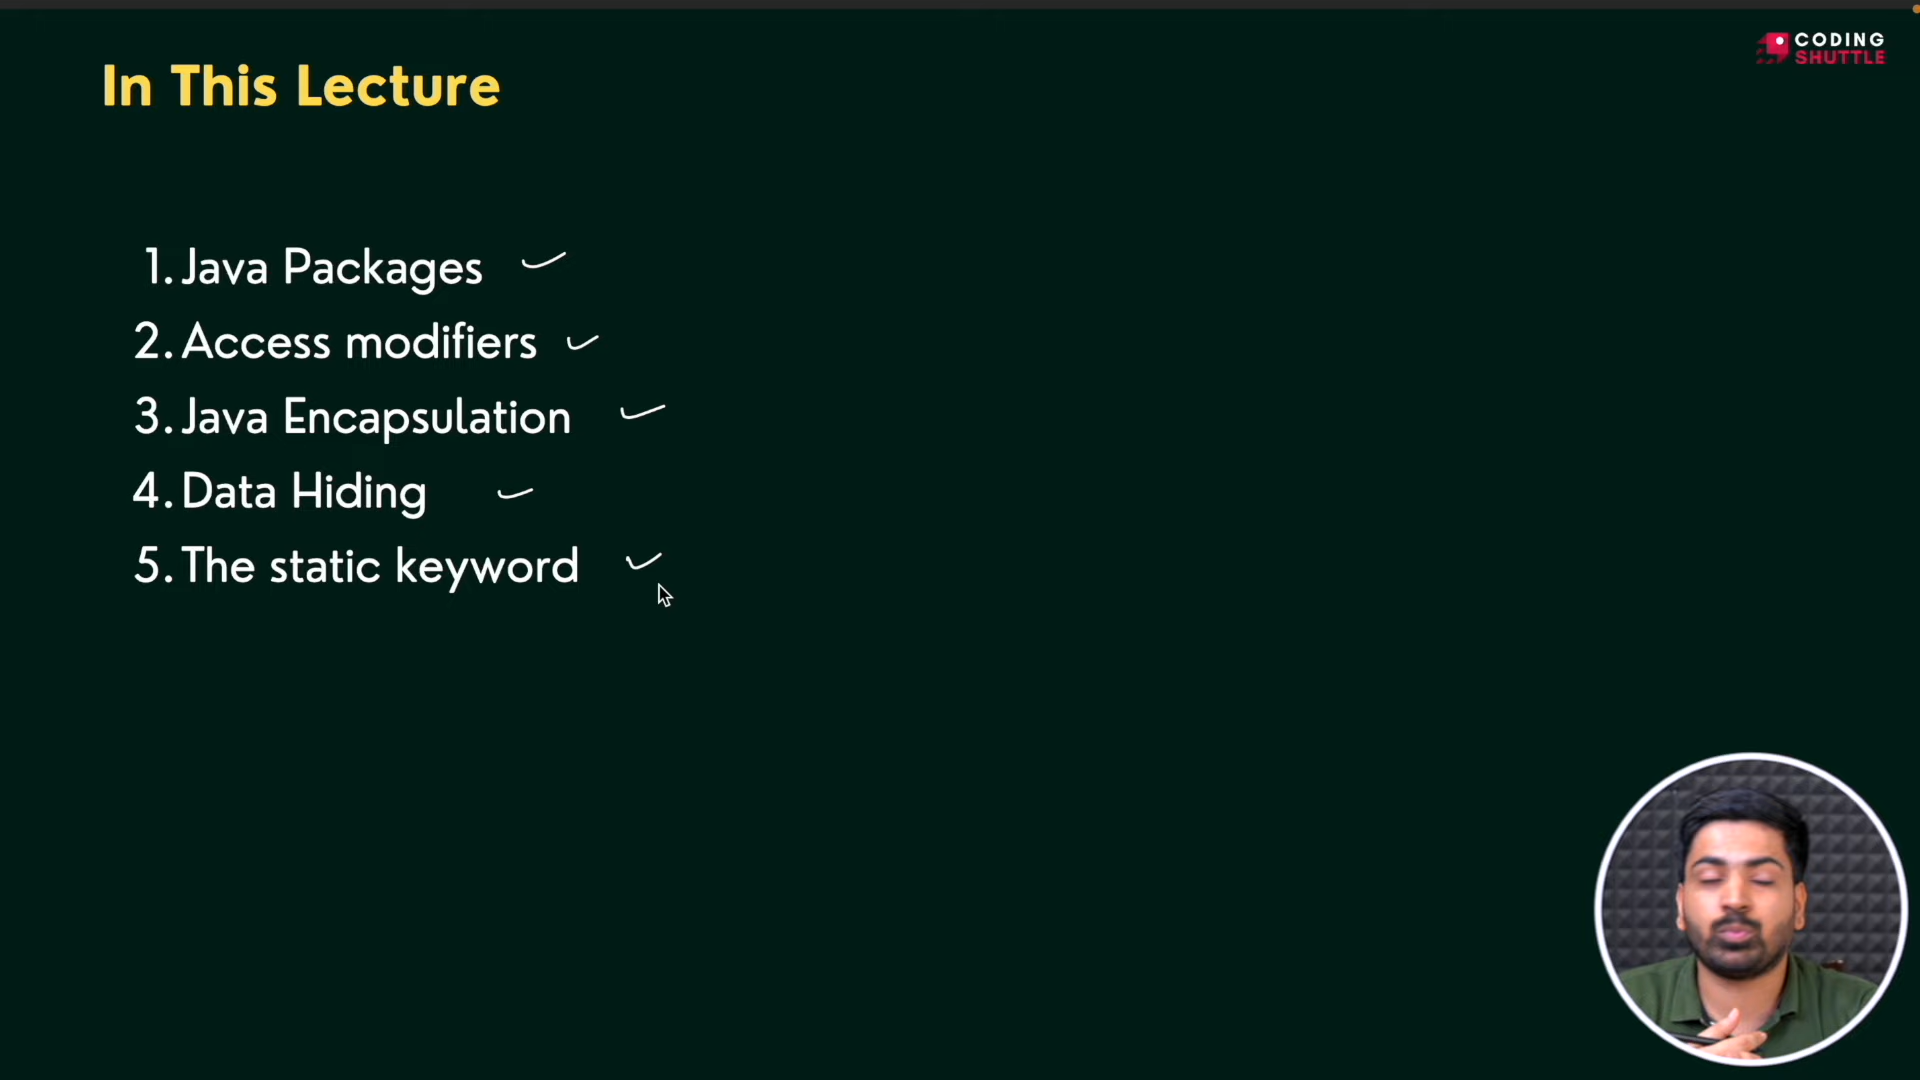 CODING
SHUTTLE
In This Lecture
1. Java Packages
2. Access modifiers
3. Java Encapsulation
4. Data Hiding
5. The static keyword